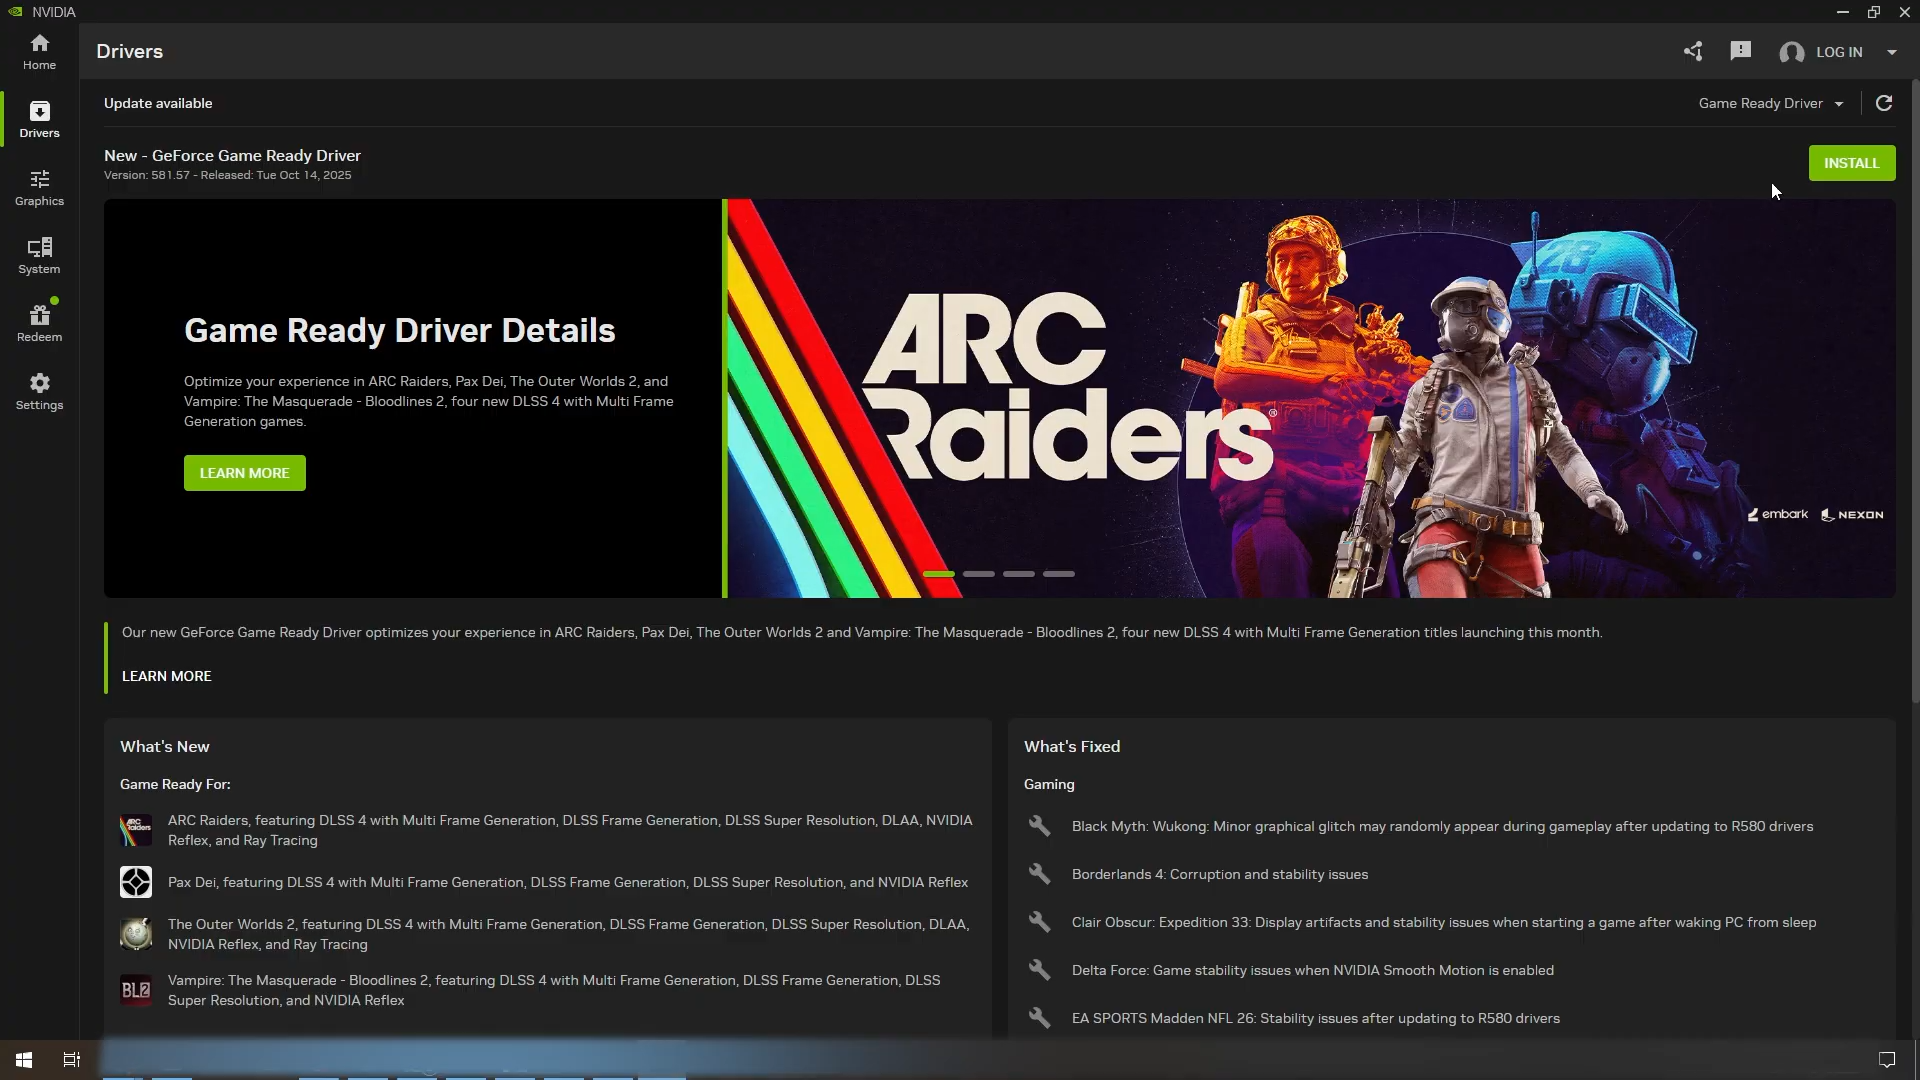 NVIDIA
Home
Drivers
Graphics
System
Redeem
Settings
Drivers
LOG IN
Update available
Game Ready Driver
New - GeForce Game Ready Driver
Version: 581.57 - Released: Tue Oct 14, 2025
INSTALL
Game Ready Driver Details
Optimize your experience in ARC Raiders, Pax Dei, The Outer Worlds 2, and
Vampire: The Masquerade - Bloodlines 2, four new DLSS 4 with Multi Frame
Generation games.
LEARN MORE
ARC
Raiders®
28
embark NEXON
Our new GeForce Game Ready Driver optimizes your experience in ARC Raiders, Pax Dei, The Outer Worlds 2 and Vampire: The Masquerade - Bloodlines 2, four new DLSS 4 with Multi Frame Generation titles launching this month.
LEARN MORE
What's New
Game Ready For:
ARC
Raiders
ARC Raiders, featuring DLSS 4 with Multi Frame Generation, DLSS Frame Generation, DLSS Super Resolution, DLAA, NVIDIA
Reflex, and Ray Tracing
Pax Dei, featuring DLSS 4 with Multi Frame Generation, DLSS Frame Generation, DLSS Super Resolution, and NVIDIA Reflex
The Outer Worlds 2, featuring DLSS 4 with Multi Frame Generation, DLSS Frame Generation, DLSS Super Resolution, DLAA,
NVIDIA Reflex, and Ray Tracing
BL2
Vampire: The Masquerade - Bloodlines 2, featuring DLSS 4 with Multi Frame Generation, DLSS Frame Generation, DLSS
Super Resolution, and NVIDIA Reflex
What's Fixed
Gaming
Black Myth: Wukong: Minor graphical glitch may randomly appear during gameplay after updating to R580 drivers
Borderlands 4: Corruption and stability issues
Clair Obscur: Expedition 33: Display artifacts and stability issues when starting a game after waking PC from sleep
Delta Force: Game stability issues when NVIDIA Smooth Motion is enabled
EA SPORTS Madden NFL 26: Stability issues after updating to R580 drivers